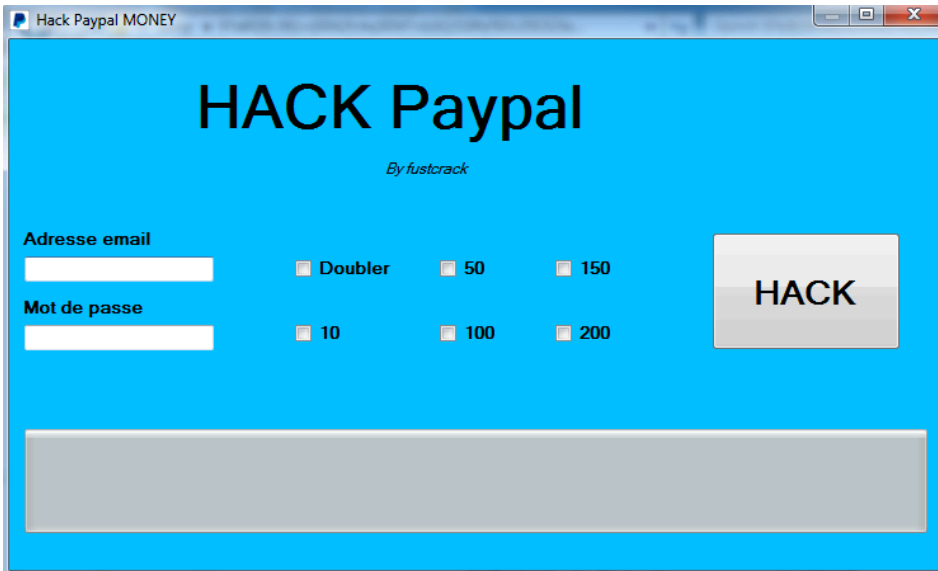 Hack Paypal MONEY
HACK Paypal
By fustcrack
Adresse email
Doubler
50
150
HACK
Mot de passe
10
100
200